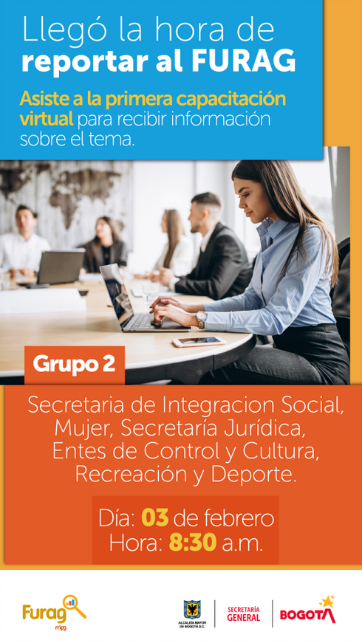 Llegó la hora de
reportar al FURAG
Asiste a la primera capacitación
virtual para recibir información
sobre el tema.
Grupo 2
Secretaria de Integracion Social,
Mujer, Secretaría Jurídica,
Entes de Control y Cultura,
Recreación y Deporte.
Día: 03 de febrero
Hora: 8:30 a.m.
Furag
mipg
ALCALDÍA MAYOR
DE BOGOTÁ D.C.
SECRETARÍA
GENERAL
BOGOTÁ